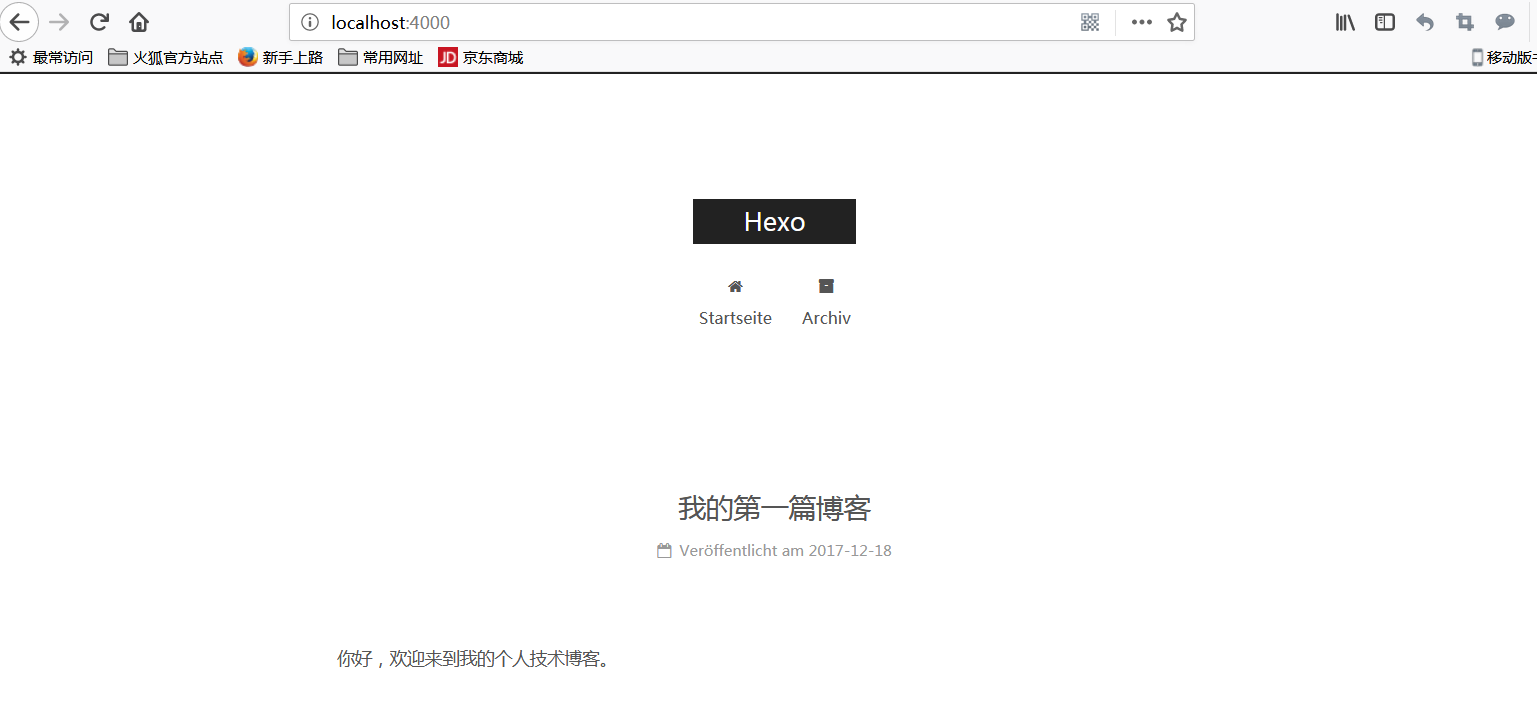 localhost:4000
最常访问 火狐官方站点 新手上路 常用网址 JD 京东商城 移动版
Hexo
Startseite Archiv
我的第一篇博客
Veröffentlicht am 2017-12-18
你好，欢迎来到我的个人技术博客。